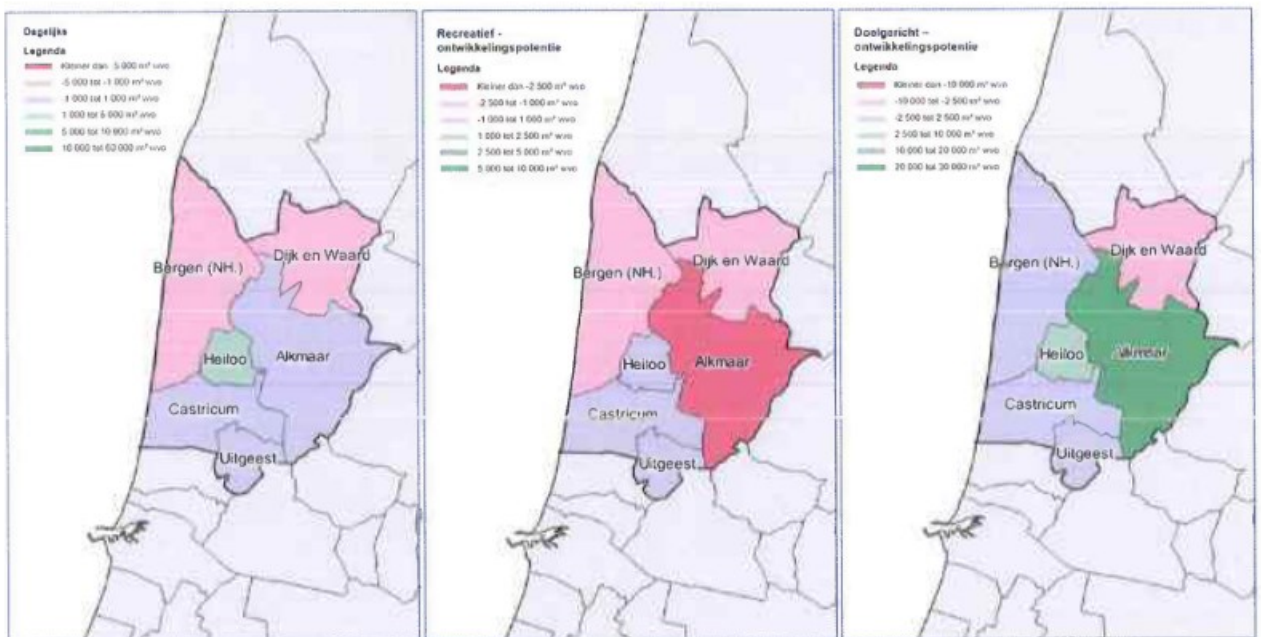 Dagelijks
Legenda
Kleiner dan -5 000 m² wvo
-5 000 tot -1 000 m² wvo
-1 000 tot 1 000 m² wvo
1 000 tot 5 000 m² wvo
5 000 tot 10 000 m² wvo
10 000 tot 60 000 m² wvo
Bergen (NH.)
Dijk en Waard
Heiloo
Alkmaar
Castricum
Uitgeest
Recreatief -
ontwikkelingspotentie
Legenda
Kleiner dan -2 500 m² wvo
-2 500 tot -1 000 m² wvo
-1 000 tot 1 000 m² wvo
1 000 tot 2 500 m² wvo
2 500 tot 5 000 m² wvo
5 000 tot 10 000 m² wvo
Bergen (NH.)
Dijk en Waard
Heiloo
Alkmaar
Castricum
Uitgeest
Doelgericht –
ontwikkelingspotentie
Legenda
Kleiner dan -10 000 m² wvo
-10 000 tot -2 500 m² wvo
-2 500 tot 2 500 m² wvo
2 500 tot 10 000 m² wvo
10 000 tot 20 000 m² wvo
20 000 tot 30 000 m² wvo
Bergen (NH.)
Dijk en Waard
Heiloo
Alkmaar
Castricum
Uitgeest